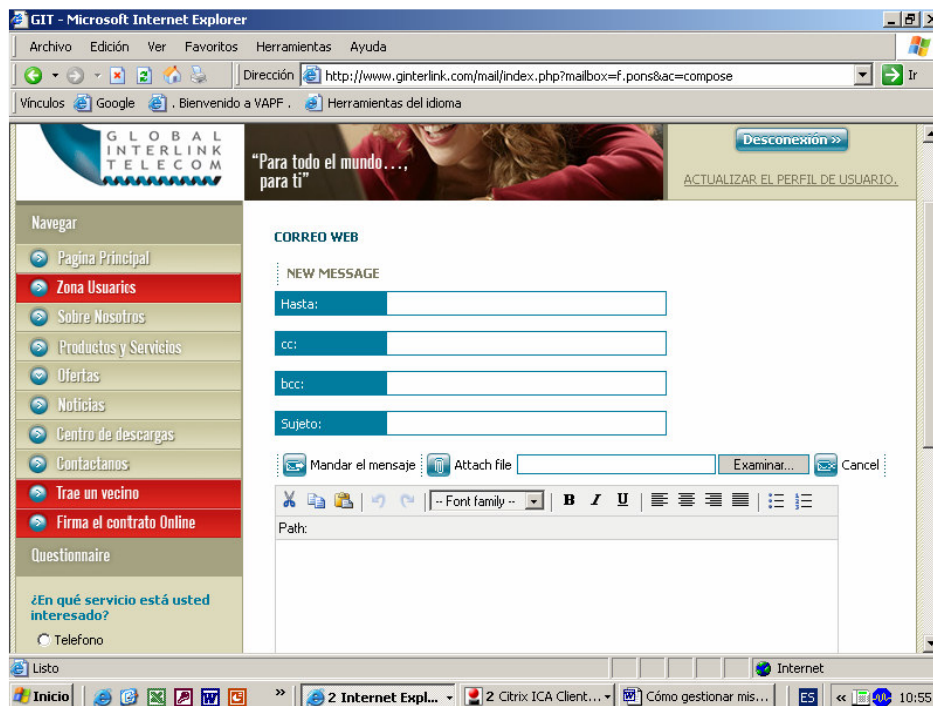 GIT - Microsoft Internet Explorer
Archivo Edición Ver Favoritos Herramientas Ayuda
Dirección http://www.ginterlink.com/mail/index.php?mailbox=f.pons&ac=compose Ir
Vínculos Google . Bienvenido a VAPF . Herramientas del idioma
GLOBAL
INTERLINK
TELECOM
"Para todo el mundo...,
para ti"
Desconexión »
ACTUALIZAR EL PERFIL DE USUARIO.
Navegar
Pagina Principal
Zona Usuarios
Sobre Nosotros
Productos y Servicios
Ofertas
Noticias
Centro de descargas
Contactanos
Trae un vecino
Firma el contrato Online
Questionnaire
¿En qué servicio está usted
interesado?
Telefono
CORREO WEB
NEW MESSAGE
Hasta:
cc:
bcc:
Sujeto:
Mandar el mensaje Attach file Examinar... Cancel
-- Font family -- B I U
Path:
Listo Internet
Inicio » 2 Internet Expl... 2 Citrix ICA Client... Cómo gestionar mis... ES « 10:55